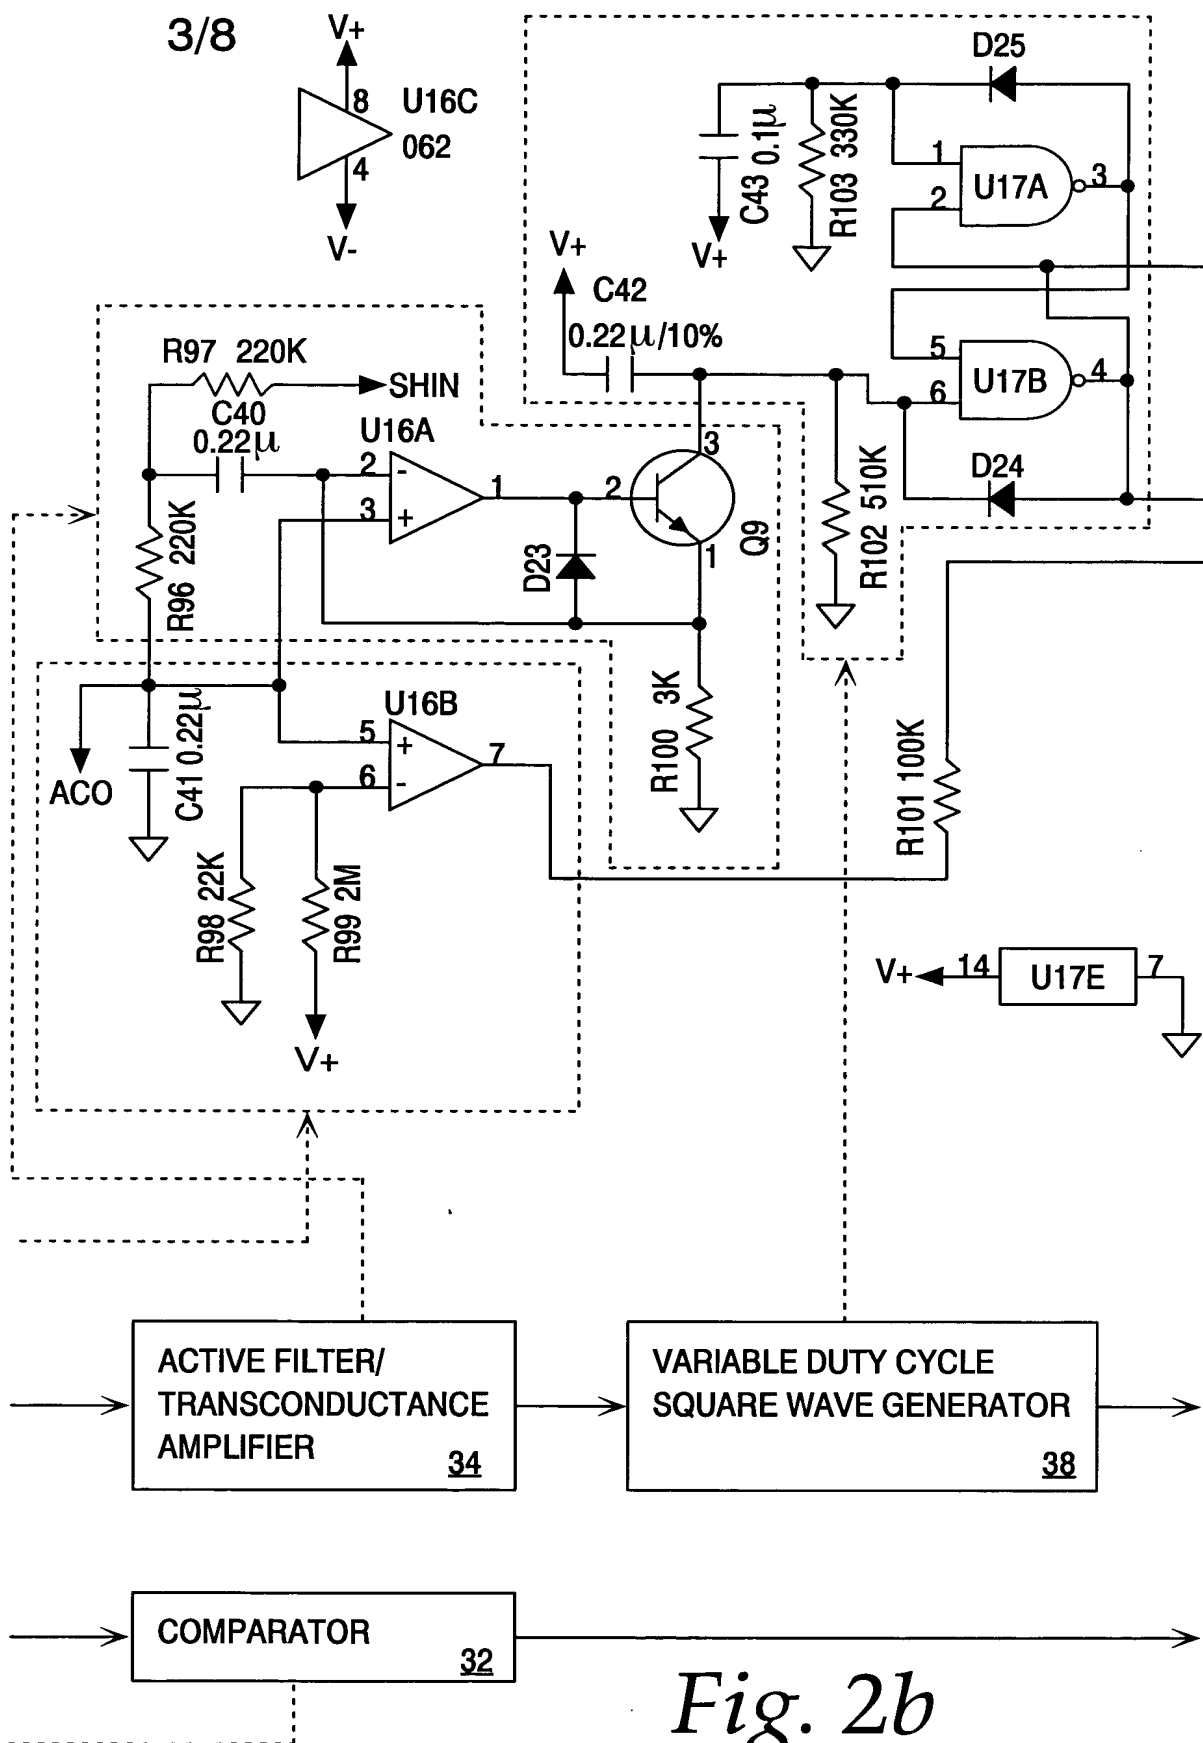 3/8
V+
8
U16C
062
4
V-
D25
C43 0.1μ
R103 330K
V+
1
2
U17A
3
V+
C42
0.22μ/10%
5
6
U17B
4
R97 220K
SHIN
C40
0.22μ
U16A
2
-
3
+
1
2
3
1
Q9
D23
D24
R96 220K
R102 510K
ACO
C41 0.22μ
U16B
5
+
6
-
7
R100 3K
R101 100K
R98 22K
R99 2M
V+
V+
14
U17E
7
ACTIVE FILTER/
TRANSCONDUCTANCE
AMPLIFIER
34
VARIABLE DUTY CYCLE
SQUARE WAVE GENERATOR
38
COMPARATOR
32
Fig. 2b